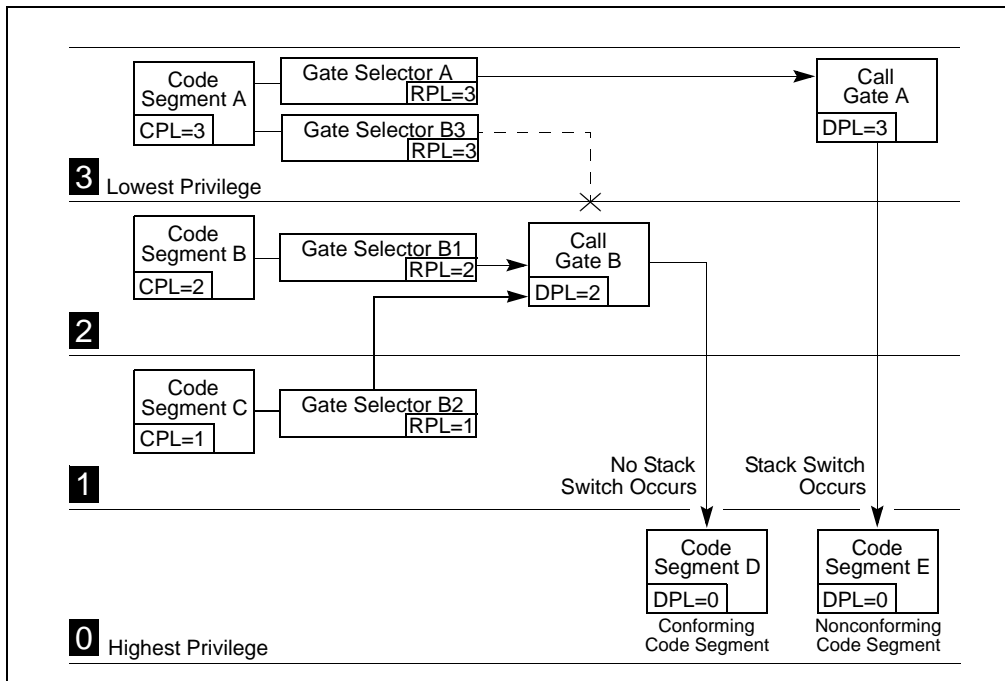 Code
Segment A
CPL=3
Gate Selector A
RPL=3
Gate Selector B3
RPL=3
Call
Gate A
DPL=3
3 Lowest Privilege
Code
Segment B
CPL=2
Gate Selector B1
RPL=2
Call
Gate B
DPL=2
2
Code
Segment C
CPL=1
Gate Selector B2
RPL=1
No Stack
Switch Occurs
Stack Switch
Occurs
1
Code
Segment D
DPL=0
Conforming
Code Segment
Code
Segment E
DPL=0
Nonconforming
Code Segment
0 Highest Privilege